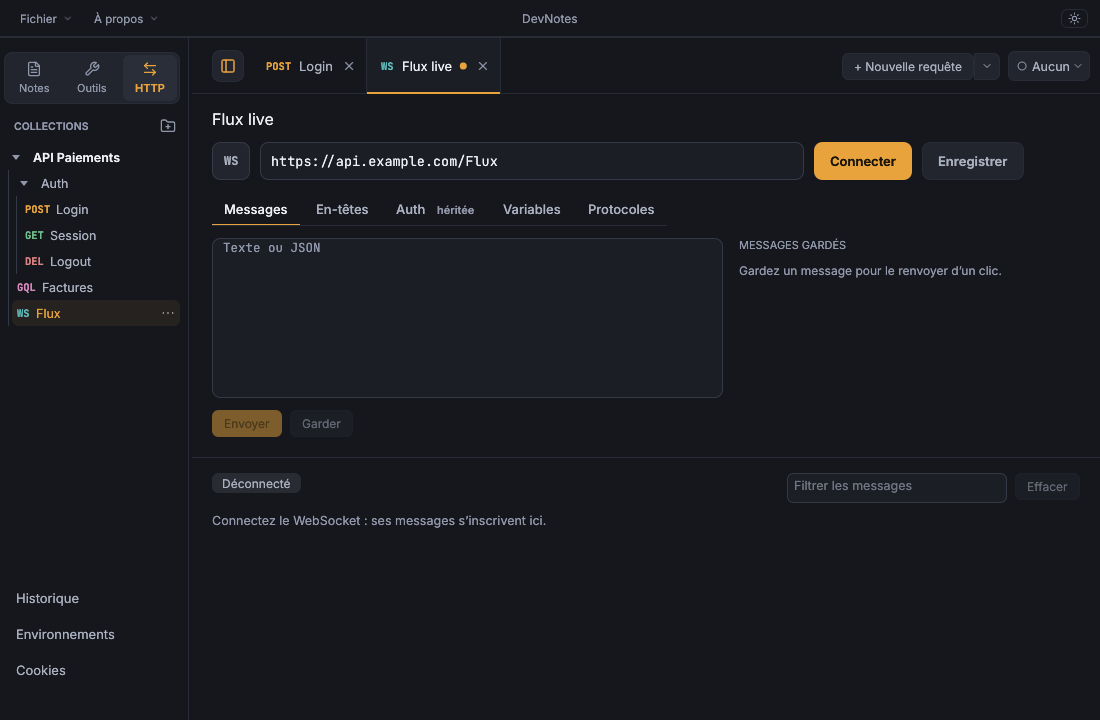 Fichier
À propos
DevNotes
Notes
Outils
HTTP
POST Login
WS Flux live
+ Nouvelle requête
Aucun
COLLECTIONS
API Paiements
Auth
POST Login
GET Session
DEL Logout
GQL Factures
WS Flux
Historique
Environnements
Cookies
Flux live
WS
https://api.example.com/Flux
Connecter
Enregistrer
Messages
En-têtes
Auth héritée
Variables
Protocoles
Texte ou JSON
MESSAGES GARDÉS
Gardez un message pour le renvoyer d’un clic.
Envoyer
Garder
Déconnecté
Filtrer les messages
Effacer
Connectez le WebSocket : ses messages s’inscrivent ici.